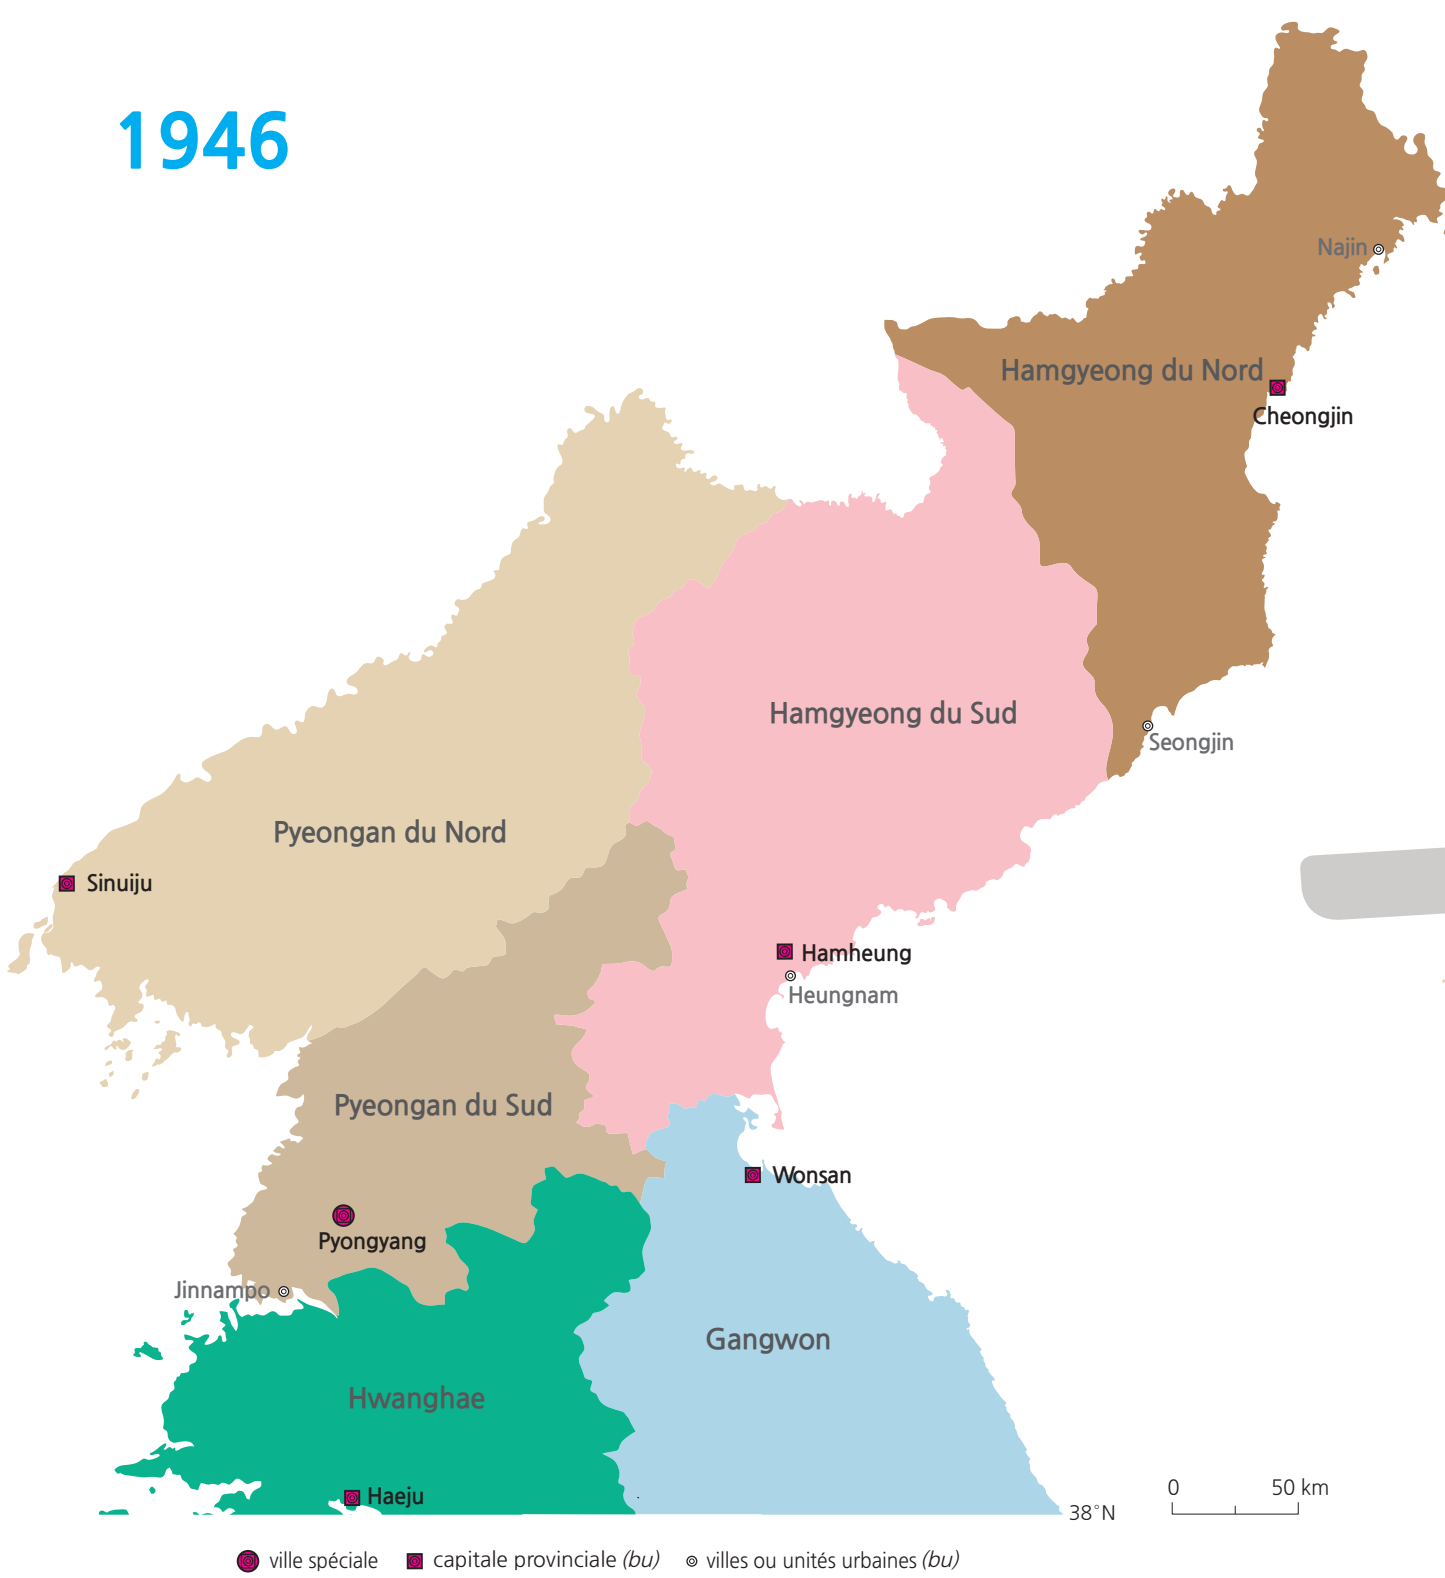 1946
Najin
Hamgyeong du Nord
Cheongjin
Hamgyeong du Sud
Seongjin
Pyeongan du Nord
Sinuiju
Hamheung
Heungnam
Pyeongan du Sud
Wonsan
Pyongyang
Jinnampo
Gangwon
Hwanghae
Haeju
0 50 km
38°N
ville spéciale capitale provinciale (bu) villes ou unités urbaines (bu)